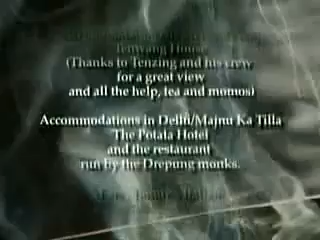 Tenwang House
(Thanks to Tenzing and his crew
for a great view
and all the help, tea and momos)
Accommodations in Delhi/Majnu Ka Tilla
The Potala Hotel
and the restaurant
run by the Drepung monks.